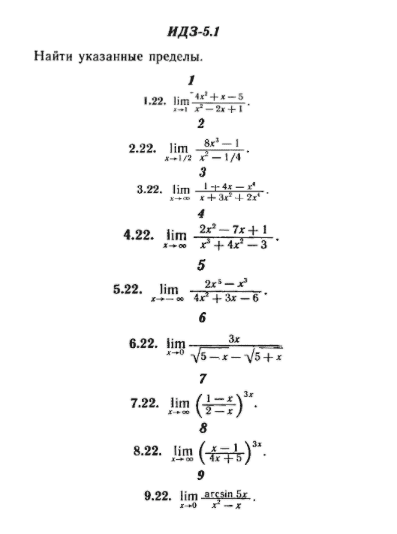 ИДЗ-5.1
Найти указанные пределы.
1
1.22. lim x→1 (4x² + x − 5)/(x² − 2x + 1).
2
2.22. lim x→1/2 (8x³ − 1)/(x² − 1/4).
3
3.22. lim x→∞ (1 + 4x − x⁴)/(x + 3x² + 2x⁴).
4
4.22. lim x→∞ (2x² − 7x + 1)/(x³ + 4x² − 3).
5
5.22. lim x→−∞ (2x⁵ − x³)/(4x² + 3x − 6).
6
6.22. lim x→0 3x/(√(5 − x) − √(5 + x))
7
7.22. lim x→∞ ((1 − x)/(2 − x))³ˣ.
8
8.22. lim x→∞ ((x − 1)/(4x + 5))³ˣ.
9
9.22. lim x→0 (arcsin 5x)/(x² − x).